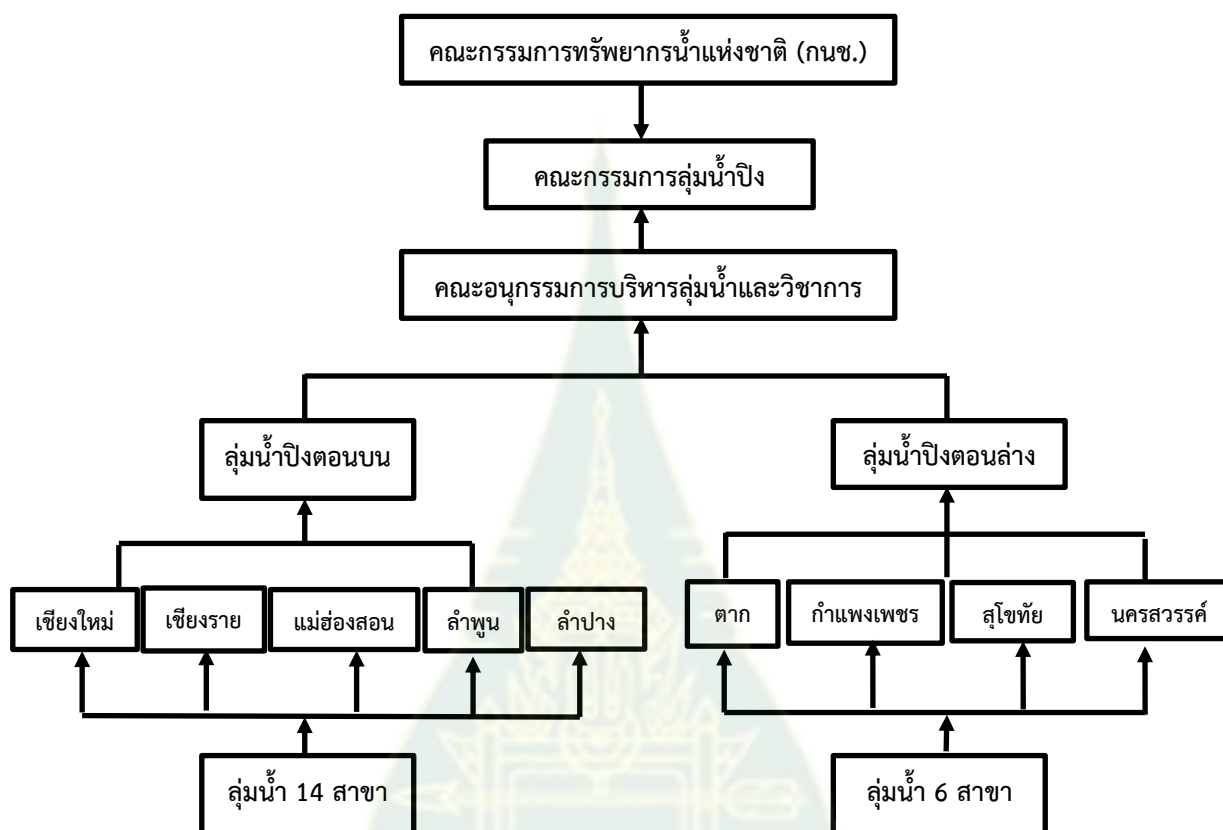 คณะกรรมการทรัพยากรน้ำแห่งชาติ (กนช.)
คณะกรรมการลุ่มน้ำปิง
คณะอนุกรรมการบริหารลุ่มน้ำและวิชาการ
ลุ่มน้ำปิงตอนบน
ลุ่มน้ำปิงตอนล่าง
เชียงใหม่
เชียงราย
แม่ฮ่องสอน
ลำพูน
ลำปาง
ตาก
กำแพงเพชร
สุโขทัย
นครสวรรค์
ลุ่มน้ำ 14 สาขา
ลุ่มน้ำ 6 สาขา